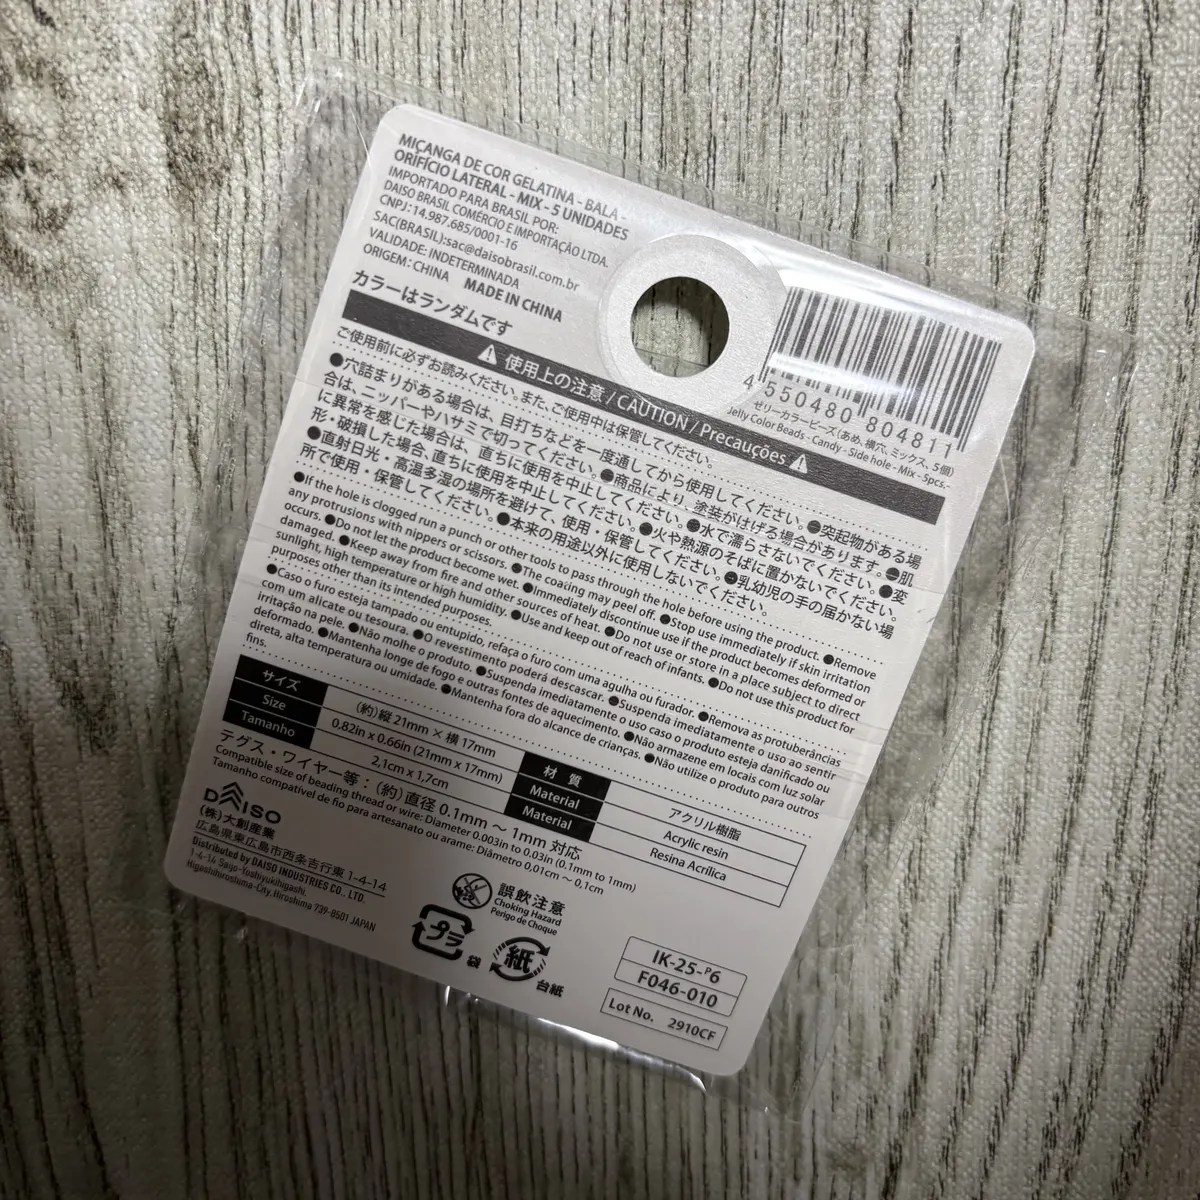 MIÇANGA DE COR GELATINA - BALA -
ORIFÍCIO LATERAL - MIX - 5 UNIDADES
IMPORTADO PARA BRASIL POR:
DAISO BRASIL COMÉRCIO E IMPORTAÇÃO LTDA.
CNPJ: 14.987.685/0001-16
SAC(BRASIL):sac@daisobrasil.com.br
VALIDADE: INDETERMINADA
ORIGEM: CHINA MADE IN CHINA
カラーはランダムです
4 550480 804811
ゼリーカラービーズ(あめ、横穴、ミックス、5個)
Jelly Color Beads - Candy - Side hole - Mix - 5pcs.-
使用上の注意 / CAUTION / Precauções
ご使用前に必ずお読みください。また、ご使用中は保管してください。
●穴詰まりがある場合は、目打ちなどを一度通してから使用してください。●突起物がある場
合は、ニッパーやハサミで切ってください。●商品により、塗装がはげる場合があります。●肌
に異常を感じた場合は、直ちに使用を中止してください。●水で濡らさないでください。●変
形・破損した場合、直ちに使用を中止してください。●火や熱源のそばに置かないでください。
●直射日光・高温多湿の場所を避けて、使用・保管してください。●乳幼児の手の届かない場
所で使用・保管してください。●本来の用途以外に使用しないでください。
●If the hole is clogged run a punch or other tools to pass through the hole before using the product. ●Remove
any protrusions with nippers or scissors. ●The coating may peel off. ●Stop use immediately if skin irritation
occurs. ●Do not let the product become wet. ●Immediately discontinue use if the product becomes deformed or
damaged. ●Keep away from fire and other sources of heat. ●Do not use or store in a place subject to direct
sunlight, high temperature or high humidity. ●Use and keep out of reach of infants. ●Do not use this product for
purposes other than its intended purposes.
●Caso o furo esteja tampado ou entupido, refaça o furo com uma agulha ou furador. ●Remova as protuberâncias
com um alicate ou tesoura. ●O revestimento poderá descascar. ●Suspenda imediatamente o uso ao sentir
irritação na pele. ●Não molhe o produto. ●Suspenda imediatamente o uso caso o produto esteja danificado ou
deformado. ●Mantenha longe de fogo e outras fontes de aquecimento. ●Não armazene em locais com luz solar
direta, alta temperatura ou umidade. ●Mantenha fora do alcance de crianças. ●Não utilize o produto para outros
fins.
サイズ (約)縦 21mm × 横 17mm
Size 0.82in x 0.66in (21mm x 17mm)
Tamanho 2,1cm x 1,7cm
材質 アクリル樹脂
Material Acrylic resin
Material Resina Acrílica
テグス・ワイヤー等:(約)直径 0.1mm ～ 1mm 対応
Compatible size of beading thread or wire: Diameter 0.003in to 0.03in (0.1mm to 1mm)
Tamanho compatível de fio para artesanato ou arame: Diâmetro 0,01cm ～ 0,1cm
DAISO
(株)大創産業
広島県東広島市西条吉行東 1-4-14
Distributed by DAISO INDUSTRIES CO., LTD.
1-4-14 Saijo-Yoshiyukihigashi,
Higashihiroshima-City, Hiroshima 739-8501 JAPAN
誤飲注意
Choking Hazard
Perigo de Choque
プラ 袋
紙 台紙
IK-25-P6
F046-010
Lot No. 2910CF